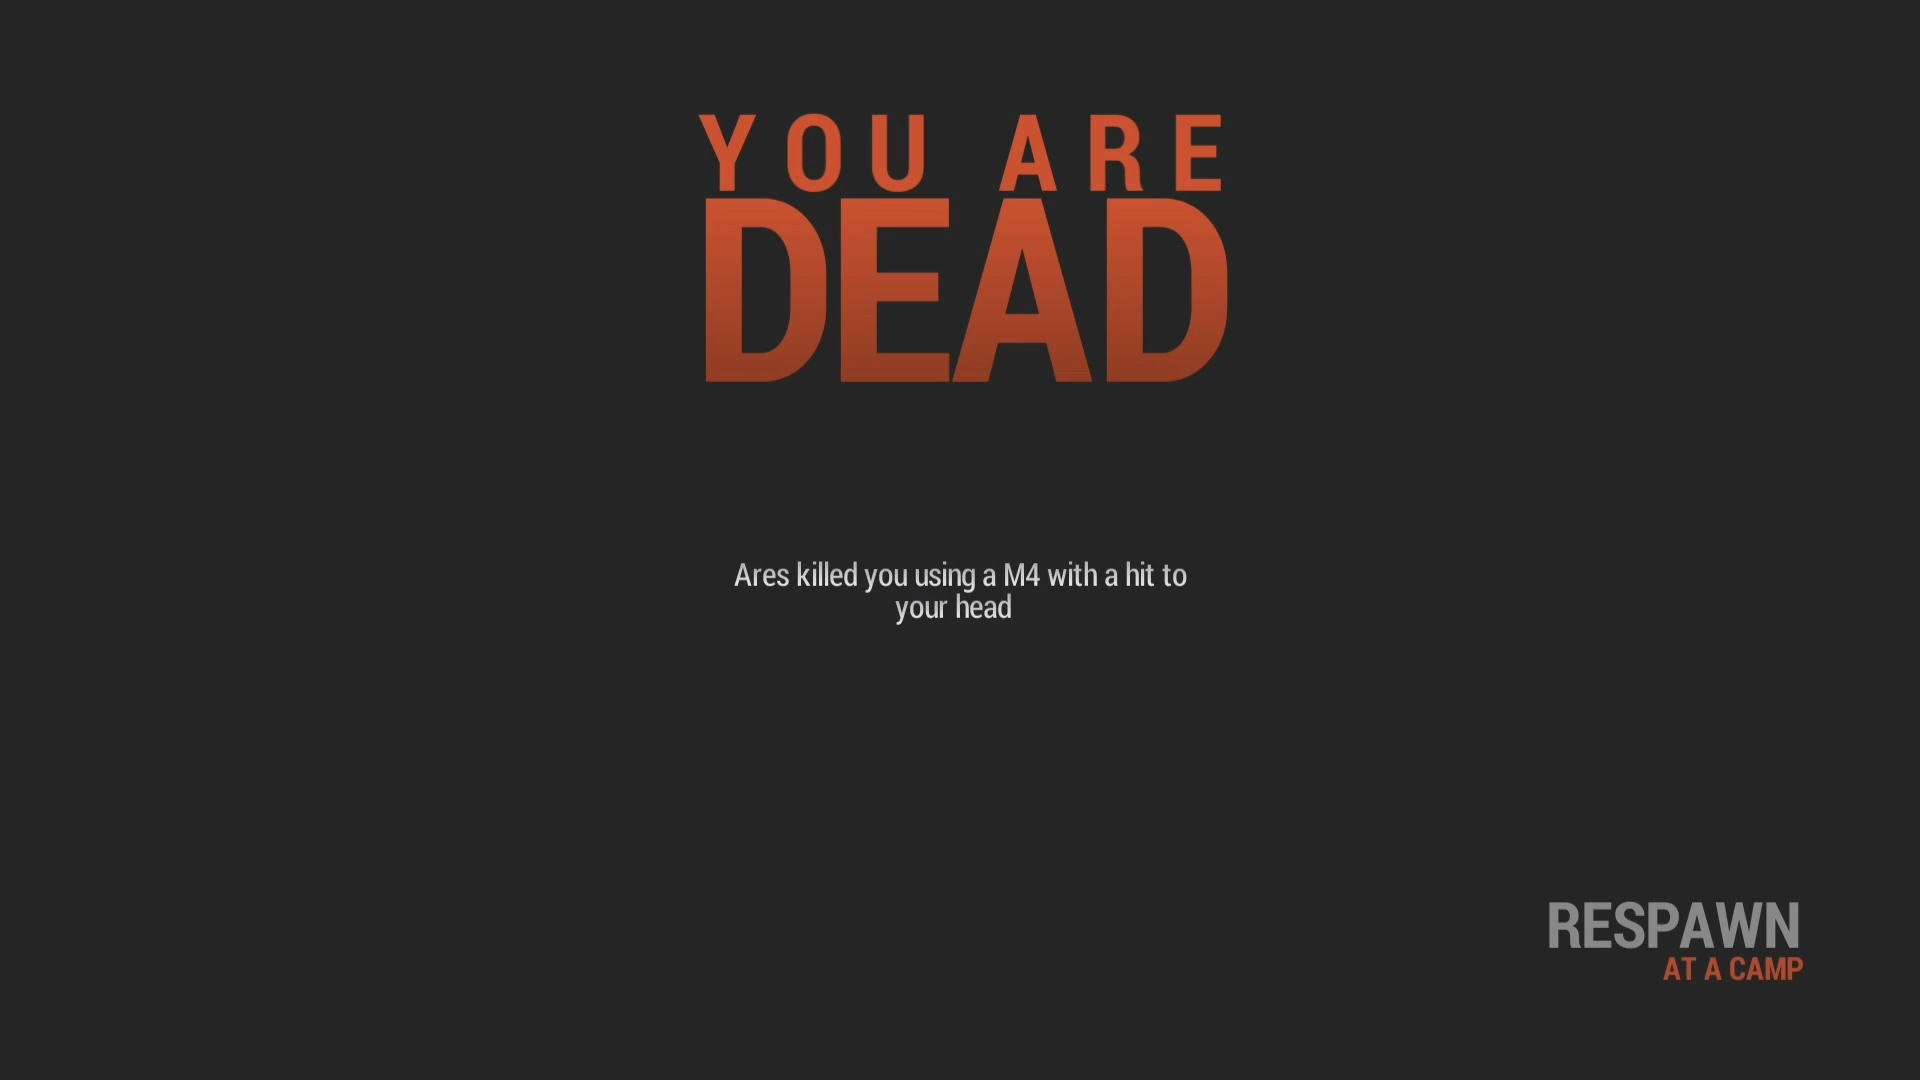 YOU ARE
DEAD
Ares killed you using a M4 with a hit to
your head
RESPAWN
AT A CAMP